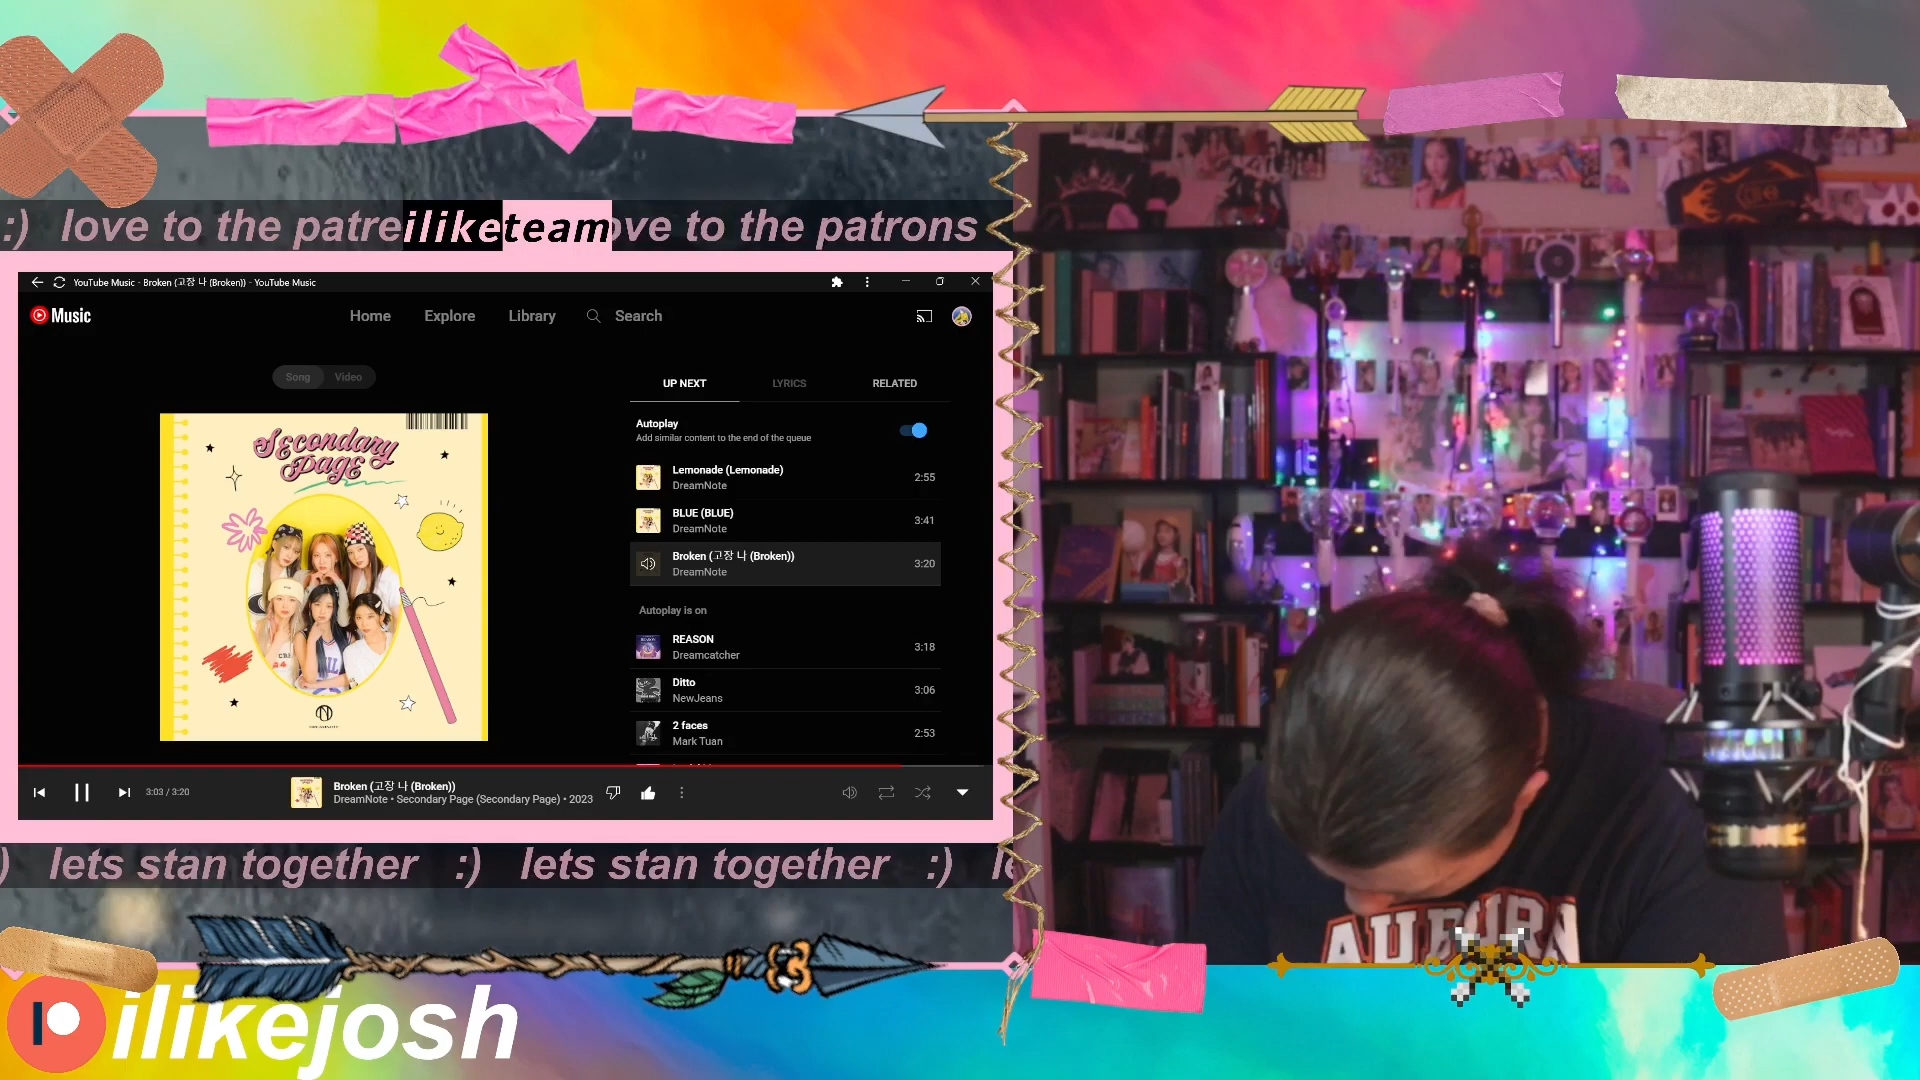 :) love to the patre
iliketeam
ove to the patrons
YouTube Music - Broken (고장 나 (Broken)) - YouTube Music
Music
Home
Explore
Library
Search
Song
Video
Secondary
Page
UP NEXT
LYRICS
RELATED
Autoplay
Add similar content to the end of the queue
Lemonade (Lemonade)
DreamNote
2:55
BLUE (BLUE)
DreamNote
3:41
Broken (고장 나 (Broken))
DreamNote
3:20
Autoplay is on
REASON
Dreamcatcher
3:18
Ditto
NewJeans
3:06
2 faces
Mark Tuan
2:53
3:03 / 3:20
Broken (고장 나 (Broken))
DreamNote • Secondary Page (Secondary Page) • 2023
) lets stan together :) lets stan together :) le
AURORA
ilikejosh